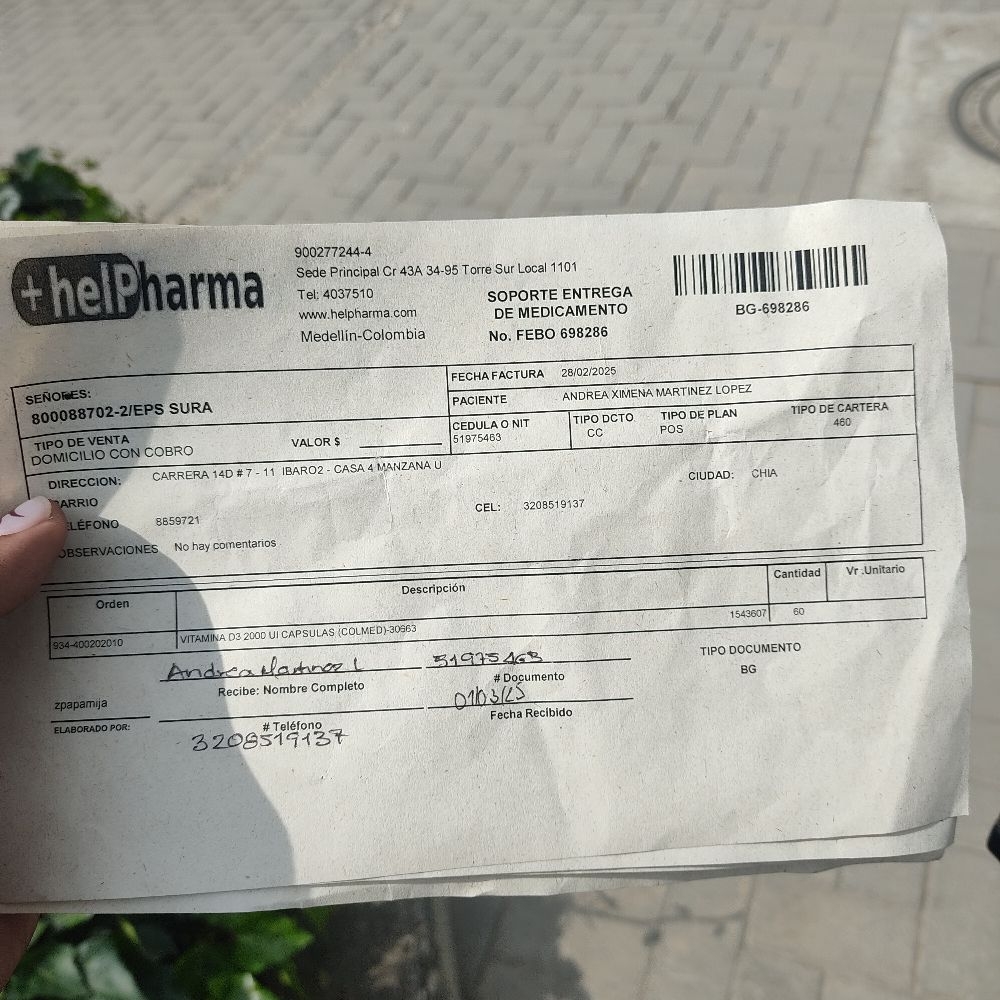 +helPharma
900277244-4
Sede Principal Cr 43A 34-95 Torre Sur Local 1101
Tel: 4037510
www.helpharma.com
Medellín-Colombia
SOPORTE ENTREGA
DE MEDICAMENTO
No. FEBO 698286
BG-698286
SEÑORES:
800088702-2/EPS SURA
FECHA FACTURA 28/02/2025
PACIENTE ANDREA XIMENA MARTINEZ LOPEZ
TIPO DE VENTA
DOMICILIO CON COBRO
VALOR $
CEDULA O NIT
51975463
TIPO DCTO
CC
TIPO DE PLAN
POS
TIPO DE CARTERA
460
DIRECCION: CARRERA 14D # 7 - 11 IBARO2 - CASA 4 MANZANA U
CIUDAD: CHIA
ARRIO
ELÉFONO 8859721
CEL: 3208519137
OBSERVACIONES No hay comentarios
Orden Descripción Cantidad Vr .Unitario
934-400202010 VITAMINA D3 2000 UI CAPSULAS (COLMED)-30663 1543607 60
Andrea Martinez L 51975463
Recibe: Nombre Completo # Documento
TIPO DOCUMENTO
BG
zpapamija
01/03/25
ELABORADO POR: # Teléfono Fecha Recibido
3208519137